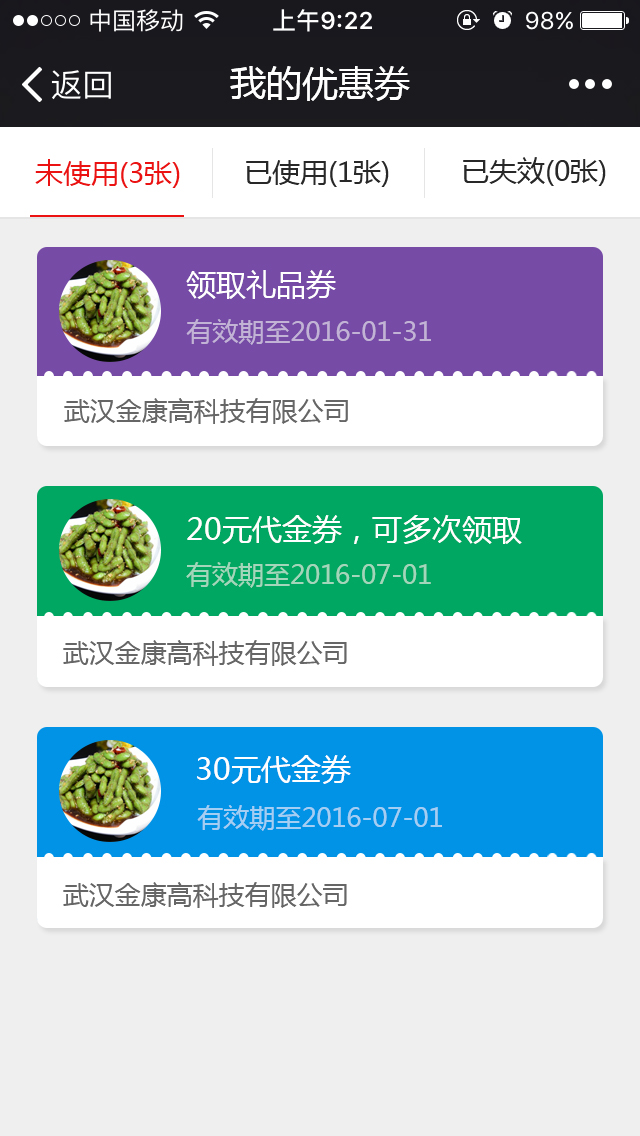 中国移动 上午9:22 98%
返回 我的优惠券
未使用(3张) 已使用(1张) 已失效(0张)
领取礼品券
有效期至2016-01-31
武汉金康高科技有限公司
20元代金券，可多次领取
有效期至2016-07-01
武汉金康高科技有限公司
30元代金券
有效期至2016-07-01
武汉金康高科技有限公司